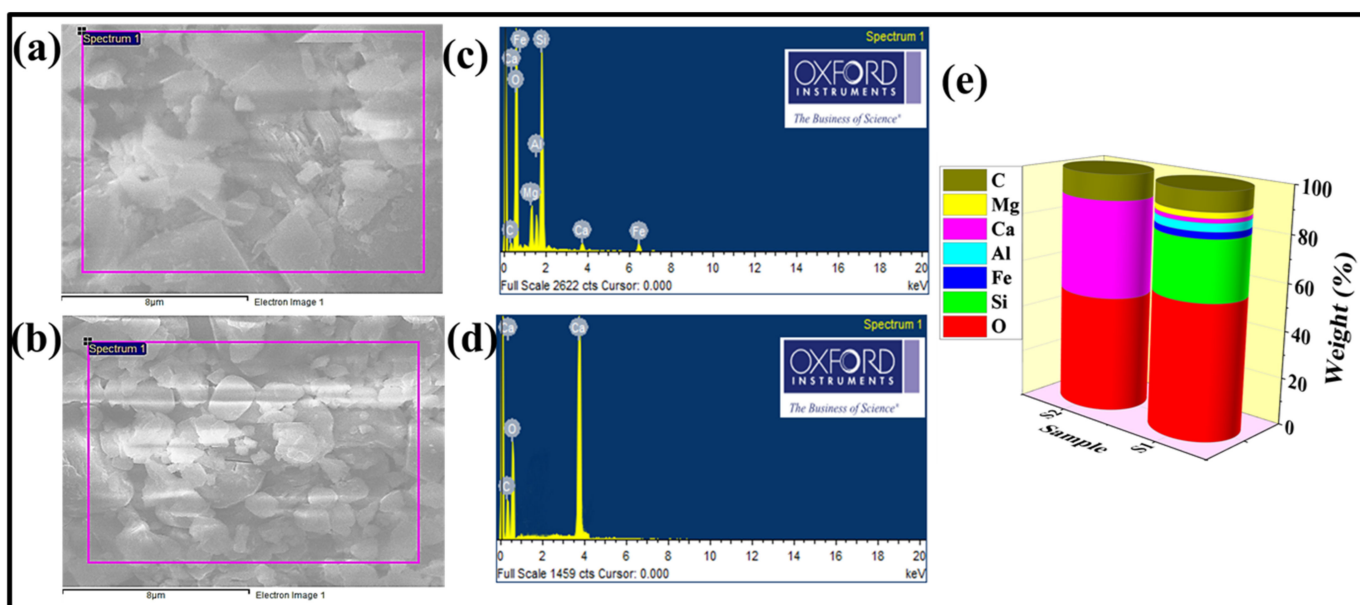 (a)
Spectrum 1
8μm
Electron Image 1
(b)
Spectrum 1
8μm
Electron Image 1
(c)
Spectrum 1
Fe
Si
Ca
O
Al
Mg
C
Ca
Fe
OXFORD
INSTRUMENTS
The Business of Science®
0 2 4 6 8 10 12 14 16 18 20
Full Scale 2622 cts Cursor: 0.000 keV
(d)
Spectrum 1
Ca
Ca
O
C
OXFORD
INSTRUMENTS
The Business of Science®
0 2 4 6 8 10 12 14 16 18 20
Full Scale 1459 cts Cursor: 0.000 keV
(e)
C
Mg
Ca
Al
Fe
Si
O
100
80
60
40
20
0
Weight (%)
Sample